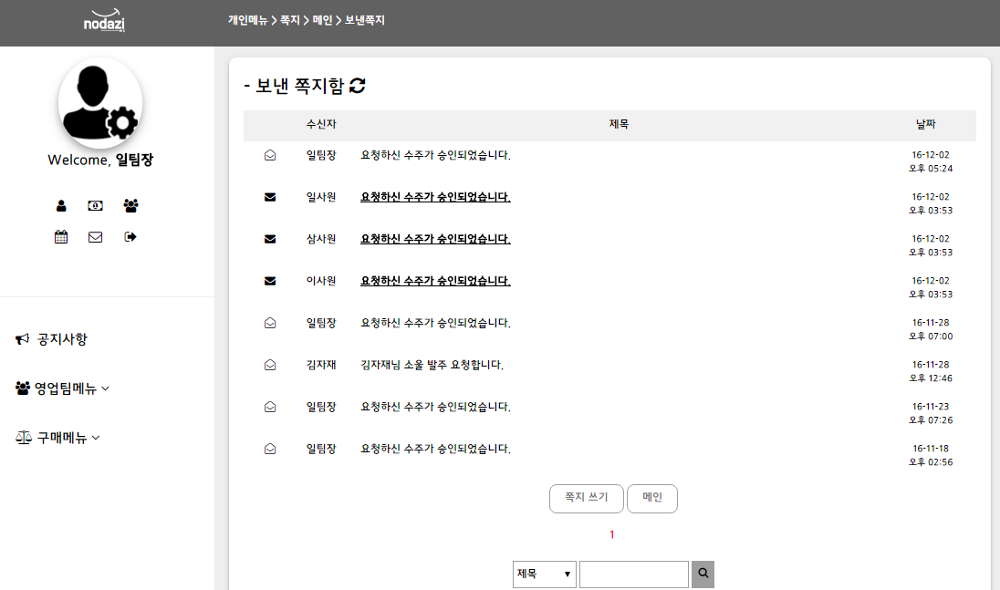 nodazi
개인메뉴 > 쪽지 > 메인 > 보낸쪽지
Welcome, 일팀장
공지사항
영업팀메뉴
구매메뉴
- 보낸 쪽지함
수신자 제목 날짜
일팀장 요청하신 수주가 승인되었습니다. 16-12-02
오후 05:24
일사원 요청하신 수주가 승인되었습니다. 16-12-02
오후 03:53
삼사원 요청하신 수주가 승인되었습니다. 16-12-02
오후 03:53
이사원 요청하신 수주가 승인되었습니다. 16-12-02
오후 03:53
일팀장 요청하신 수주가 승인되었습니다. 16-11-28
오후 07:00
김자재 김자재님 소울 발주 요청합니다. 16-11-28
오후 12:46
일팀장 요청하신 수주가 승인되었습니다. 16-11-23
오후 07:26
일팀장 요청하신 수주가 승인되었습니다. 16-11-18
오후 02:56
쪽지 쓰기 메인
1
제목